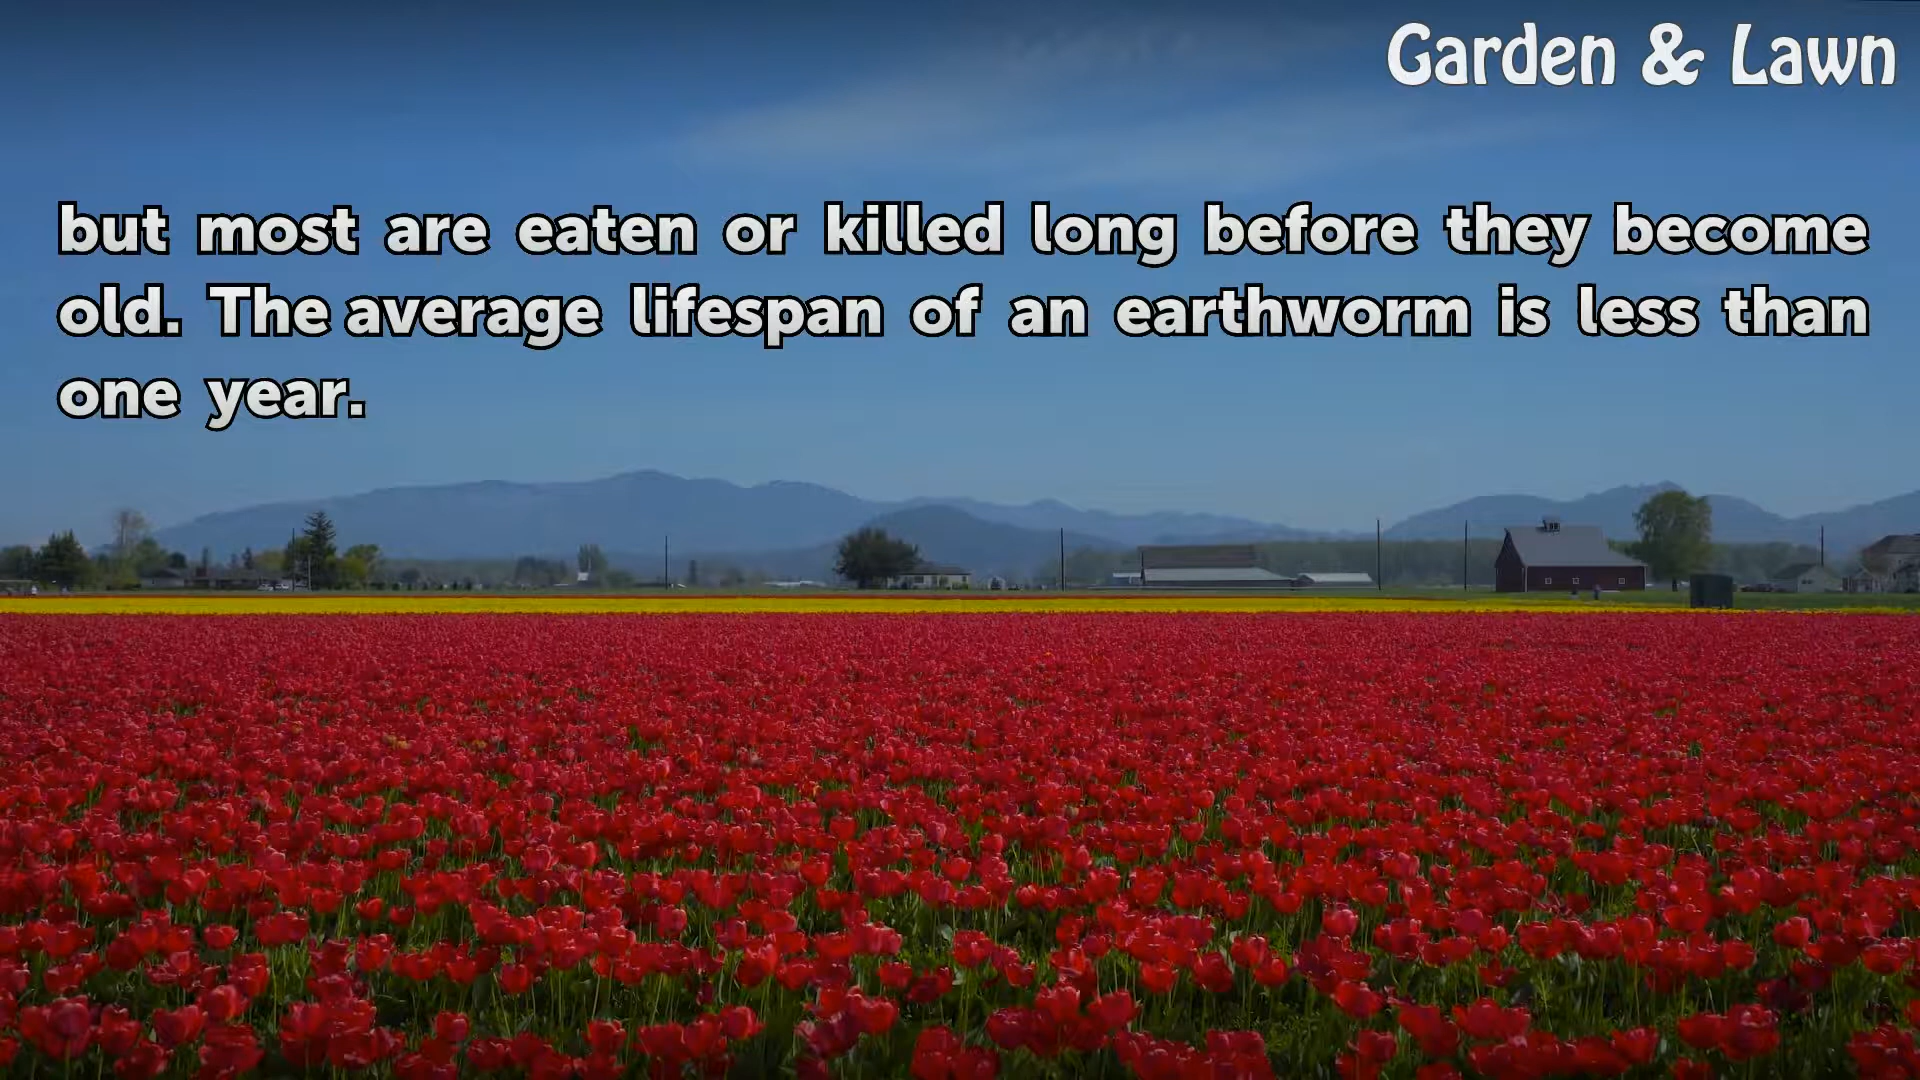 Garden & Lawn
but most are eaten or killed long before they become
old. The average lifespan of an earthworm is less than
one year.